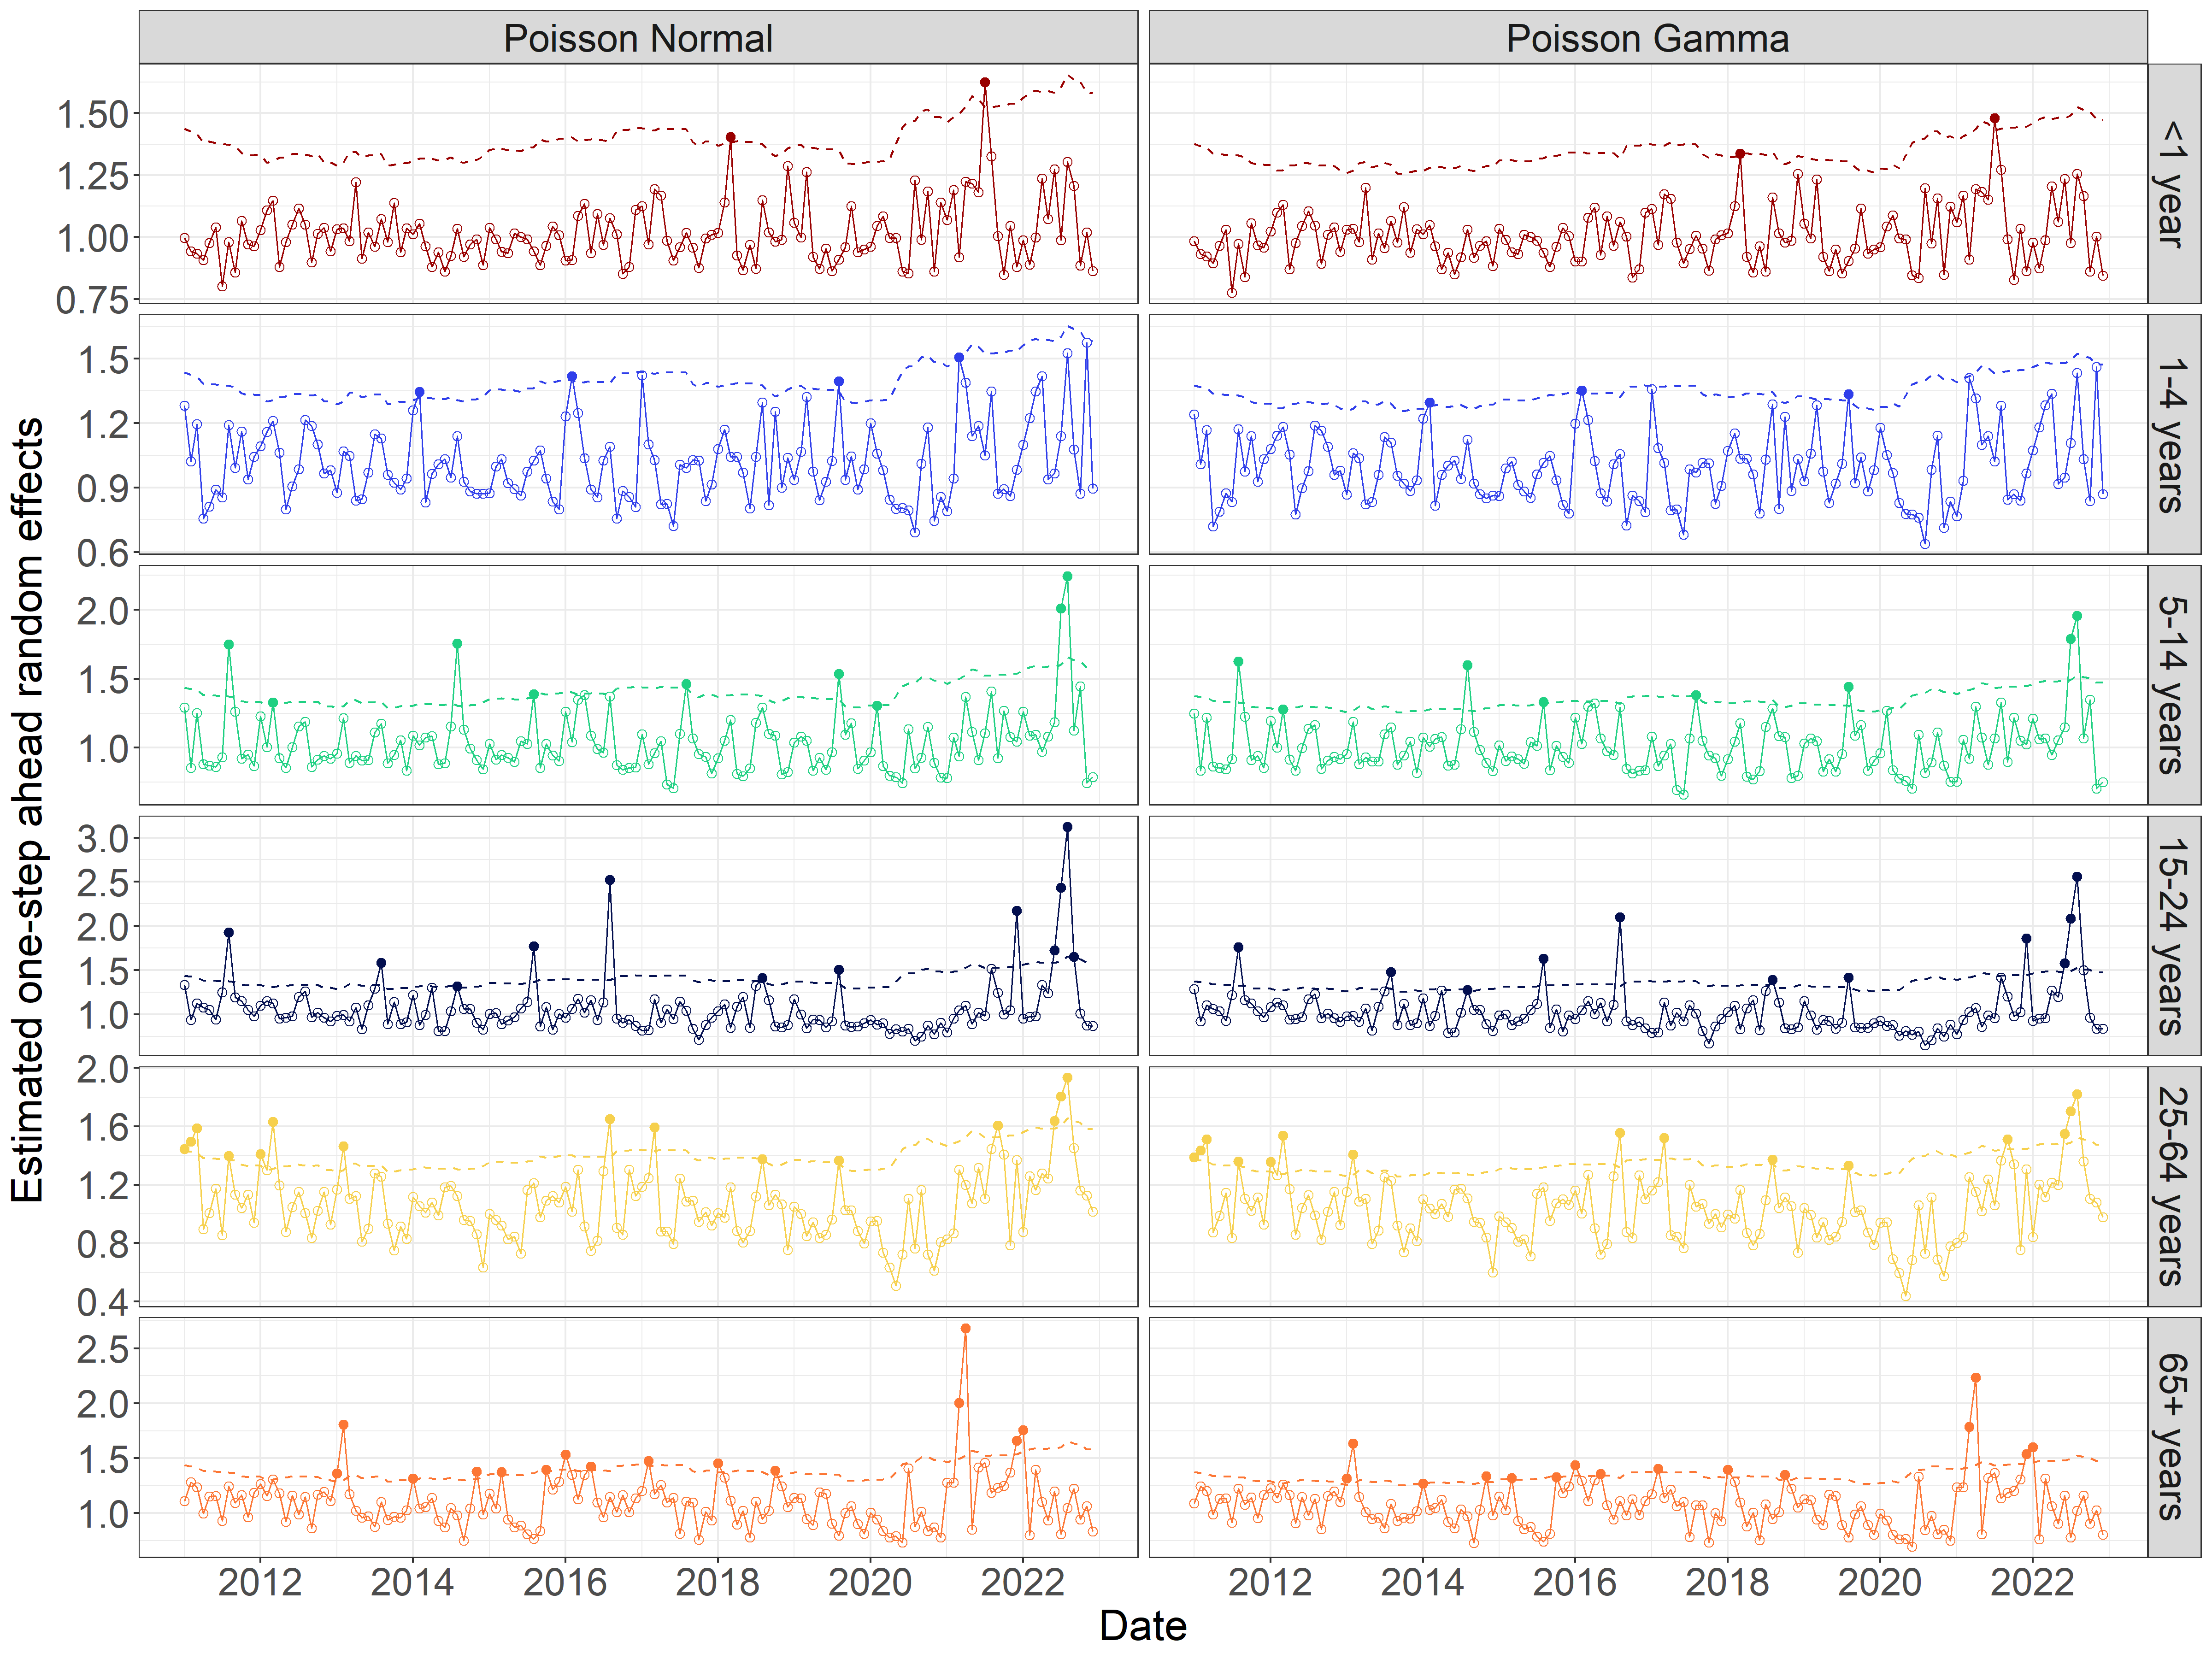 Poisson Normal Poisson Gamma
Estimated one-step ahead random effects
1.50
1.25
1.00
0.75
<1 year
1.5
1.2
0.9
0.6
1-4 years
2.0
1.5
1.0
5-14 years
3.0
2.5
2.0
1.5
1.0
15-24 years
2.0
1.6
1.2
0.8
0.4
25-64 years
2.5
2.0
1.5
1.0
65+ years
2012 2014 2016 2018 2020 2022 2012 2014 2016 2018 2020 2022
Date